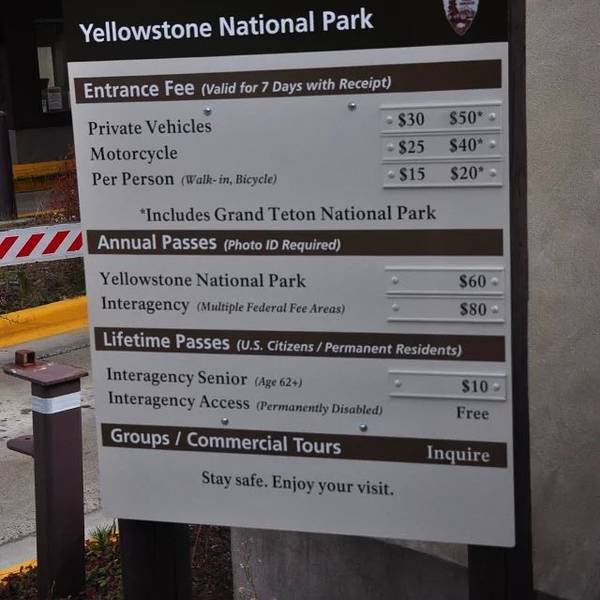 Yellowstone National Park
Entrance Fee (Valid for 7 Days with Receipt)
Private Vehicles $30 $50*
Motorcycle $25 $40*
Per Person (Walk-in, Bicycle) $15 $20*
*Includes Grand Teton National Park
Annual Passes (Photo ID Required)
Yellowstone National Park $60
Interagency (Multiple Federal Fee Areas) $80
Lifetime Passes (U.S. Citizens / Permanent Residents)
Interagency Senior (Age 62+) $10
Interagency Access (Permanently Disabled) Free
Groups / Commercial Tours Inquire
Stay safe. Enjoy your visit.